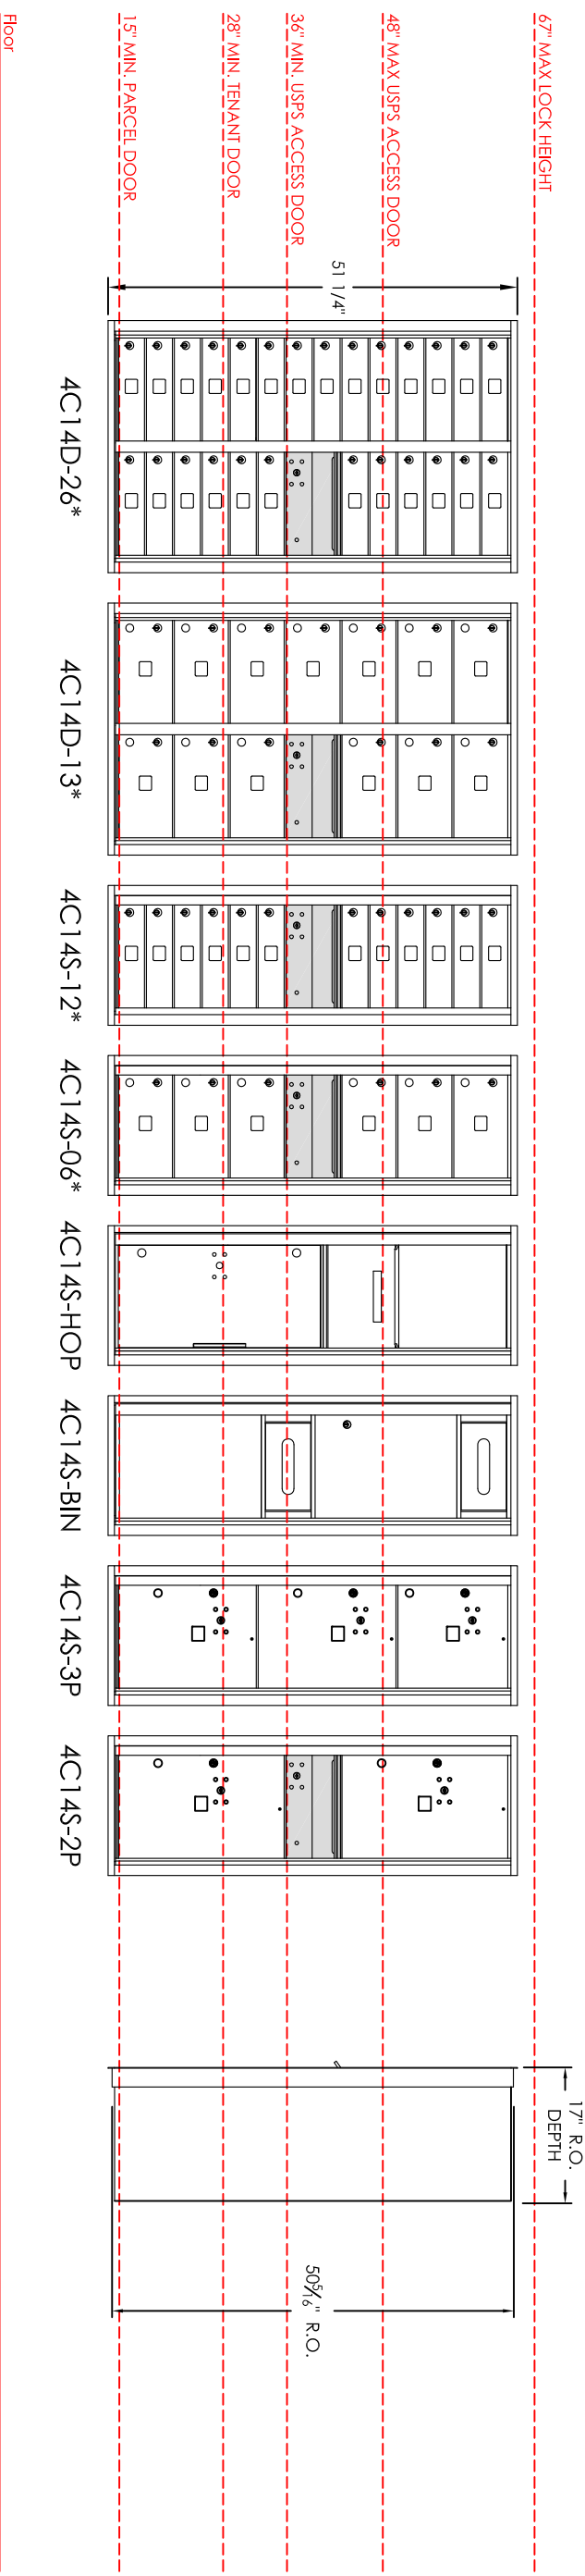 67" MAX LOCK HEIGHT
48" MAX USPS ACCESS DOOR
36" MIN. USPS ACCESS DOOR
28" MIN. TENANT DOOR
15" MIN. PARCEL DOOR
Floor
51 1/4"
4C14D-26*
4C14D-13*
4C14S-12*
4C14S-06*
4C14S-HOP
4C14S-BIN
4C14S-3P
4C14S-2P
17" R.O.
DEPTH
50 5/16" R.O.